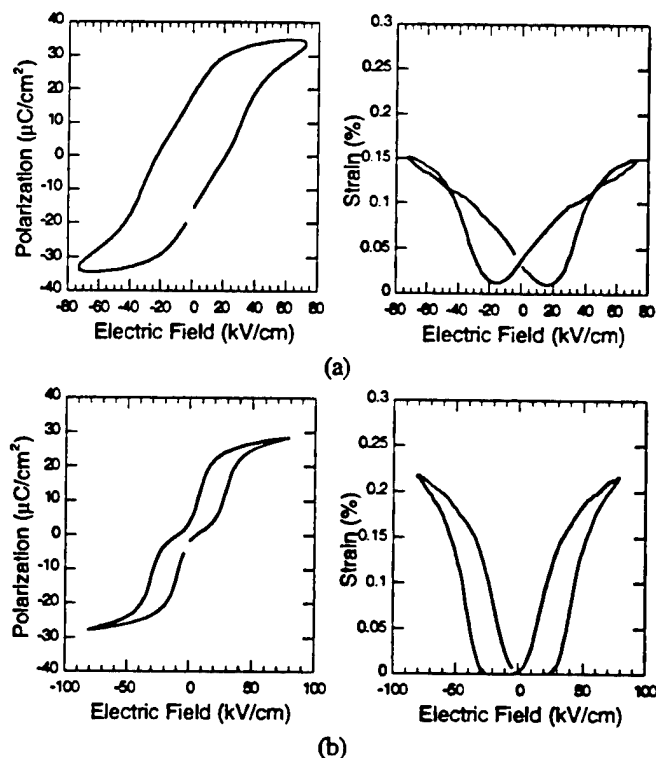 40
30
20
10
0
-10
-20
-30
-40
Polarization (μC/cm²)
-80 -60 -40 -20 0 20 40 60 80
Electric Field (kV/cm)
0.3
0.25
0.2
0.15
0.1
0.05
0
Strain (%)
-80 -60 -40 -20 0 20 40 60 80
Electric Field (kV/cm)
(a)
40
30
20
10
0
-10
-20
-30
-40
Polarization (μC/cm²)
-100 -50 0 50 100
Electric Field (kV/cm)
0.3
0.25
0.2
0.15
0.1
0.05
0
Strain (%)
-100 -50 0 50 100
Electric Field (kV/cm)
(b)